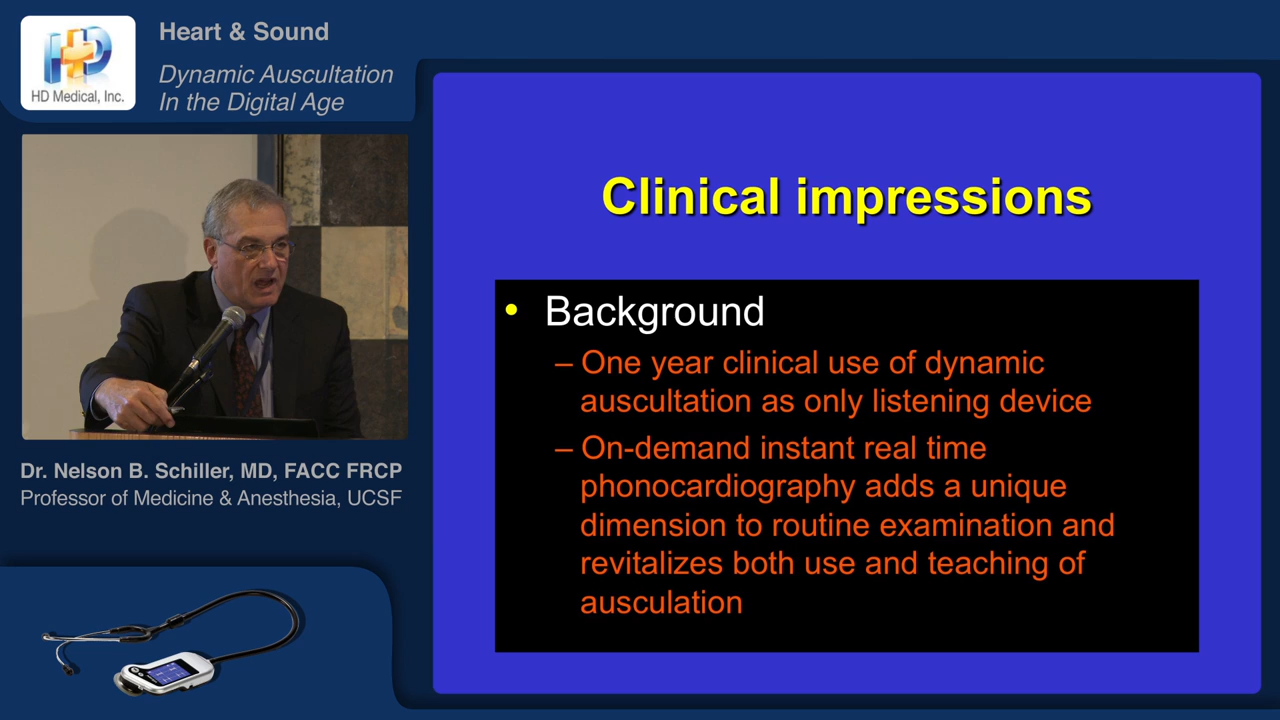 HD Medical, Inc.
Heart & Sound
Dynamic Auscultation
In the Digital Age
Dr. Nelson B. Schiller, MD, FACC FRCP
Professor of Medicine & Anesthesia, UCSF
Clinical impressions
• Background
– One year clinical use of dynamic
auscultation as only listening device
– On-demand instant real time
phonocardiography adds a unique
dimension to routine examination and
revitalizes both use and teaching of
ausculation